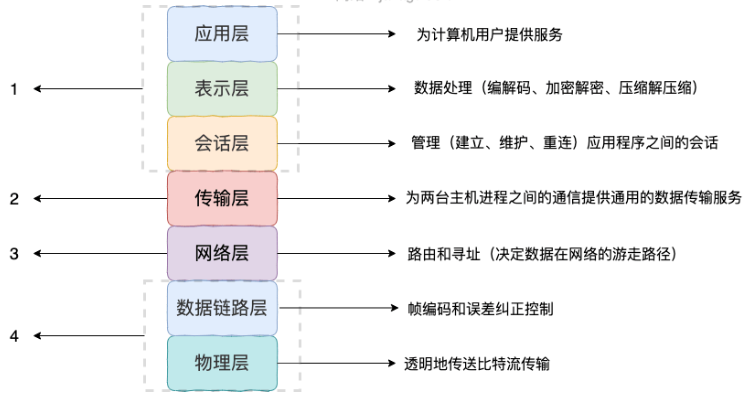 应用层 为计算机用户提供服务
1 表示层 数据处理（编解码、加密解密、压缩解压缩）
会话层 管理（建立、维护、重连）应用程序之间的会话
2 传输层 为两台主机进程之间的通信提供通用的数据传输服务
3 网络层 路由和寻址（决定数据在网络的游走路径）
数据链路层 帧编码和误差纠正控制
4
物理层 透明地传送比特流传输